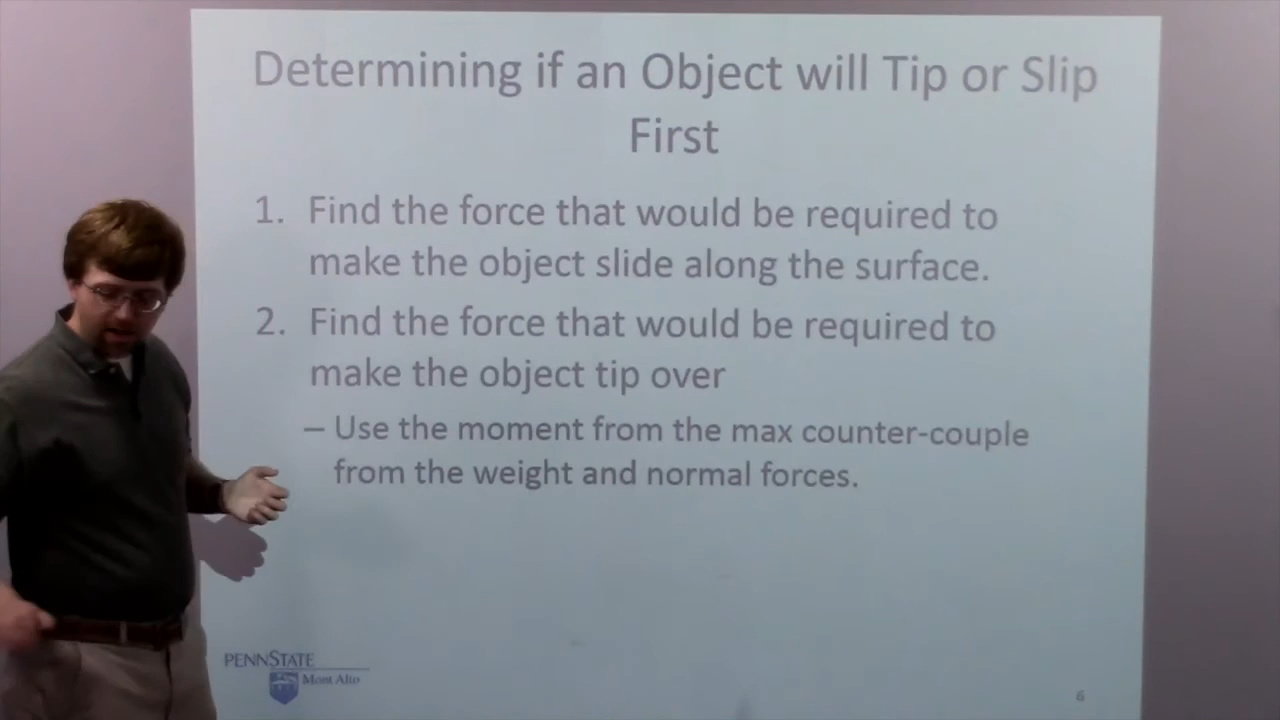 Determining if an Object will Tip or Slip
First
1. Find the force that would be required to
make the object slide along the surface.
2. Find the force that would be required to
make the object tip over
– Use the moment from the max counter-couple
from the weight and normal forces.
PENNSTATE
Mont Alto
6